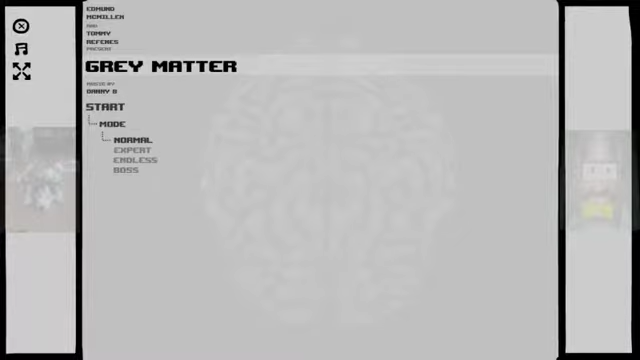 EDMUND
MCMILLEN
AND
TOMMY
REFENES
PRESENT
GREY MATTER
MUSIC BY
DANNY B
START
MODE
NORMAL
EXPERT
ENDLESS
BOSS